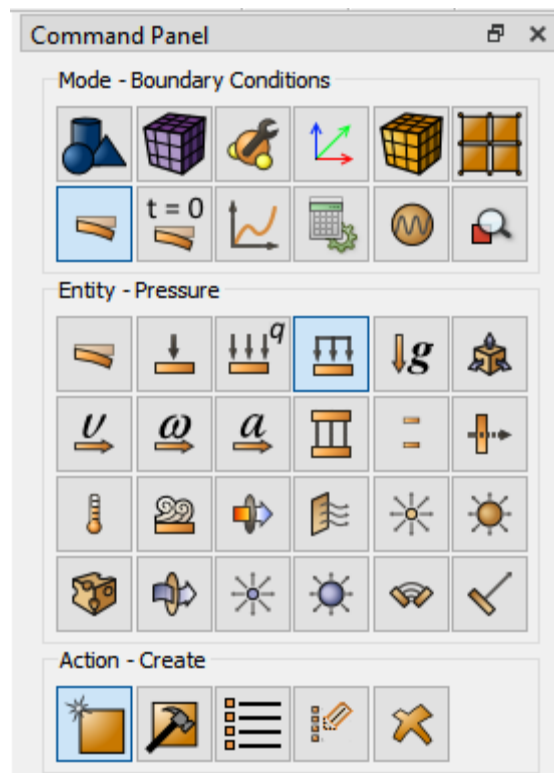 Command Panel
Mode - Boundary Conditions
t = 0
Entity - Pressure
q
g
υ ω a
Action - Create